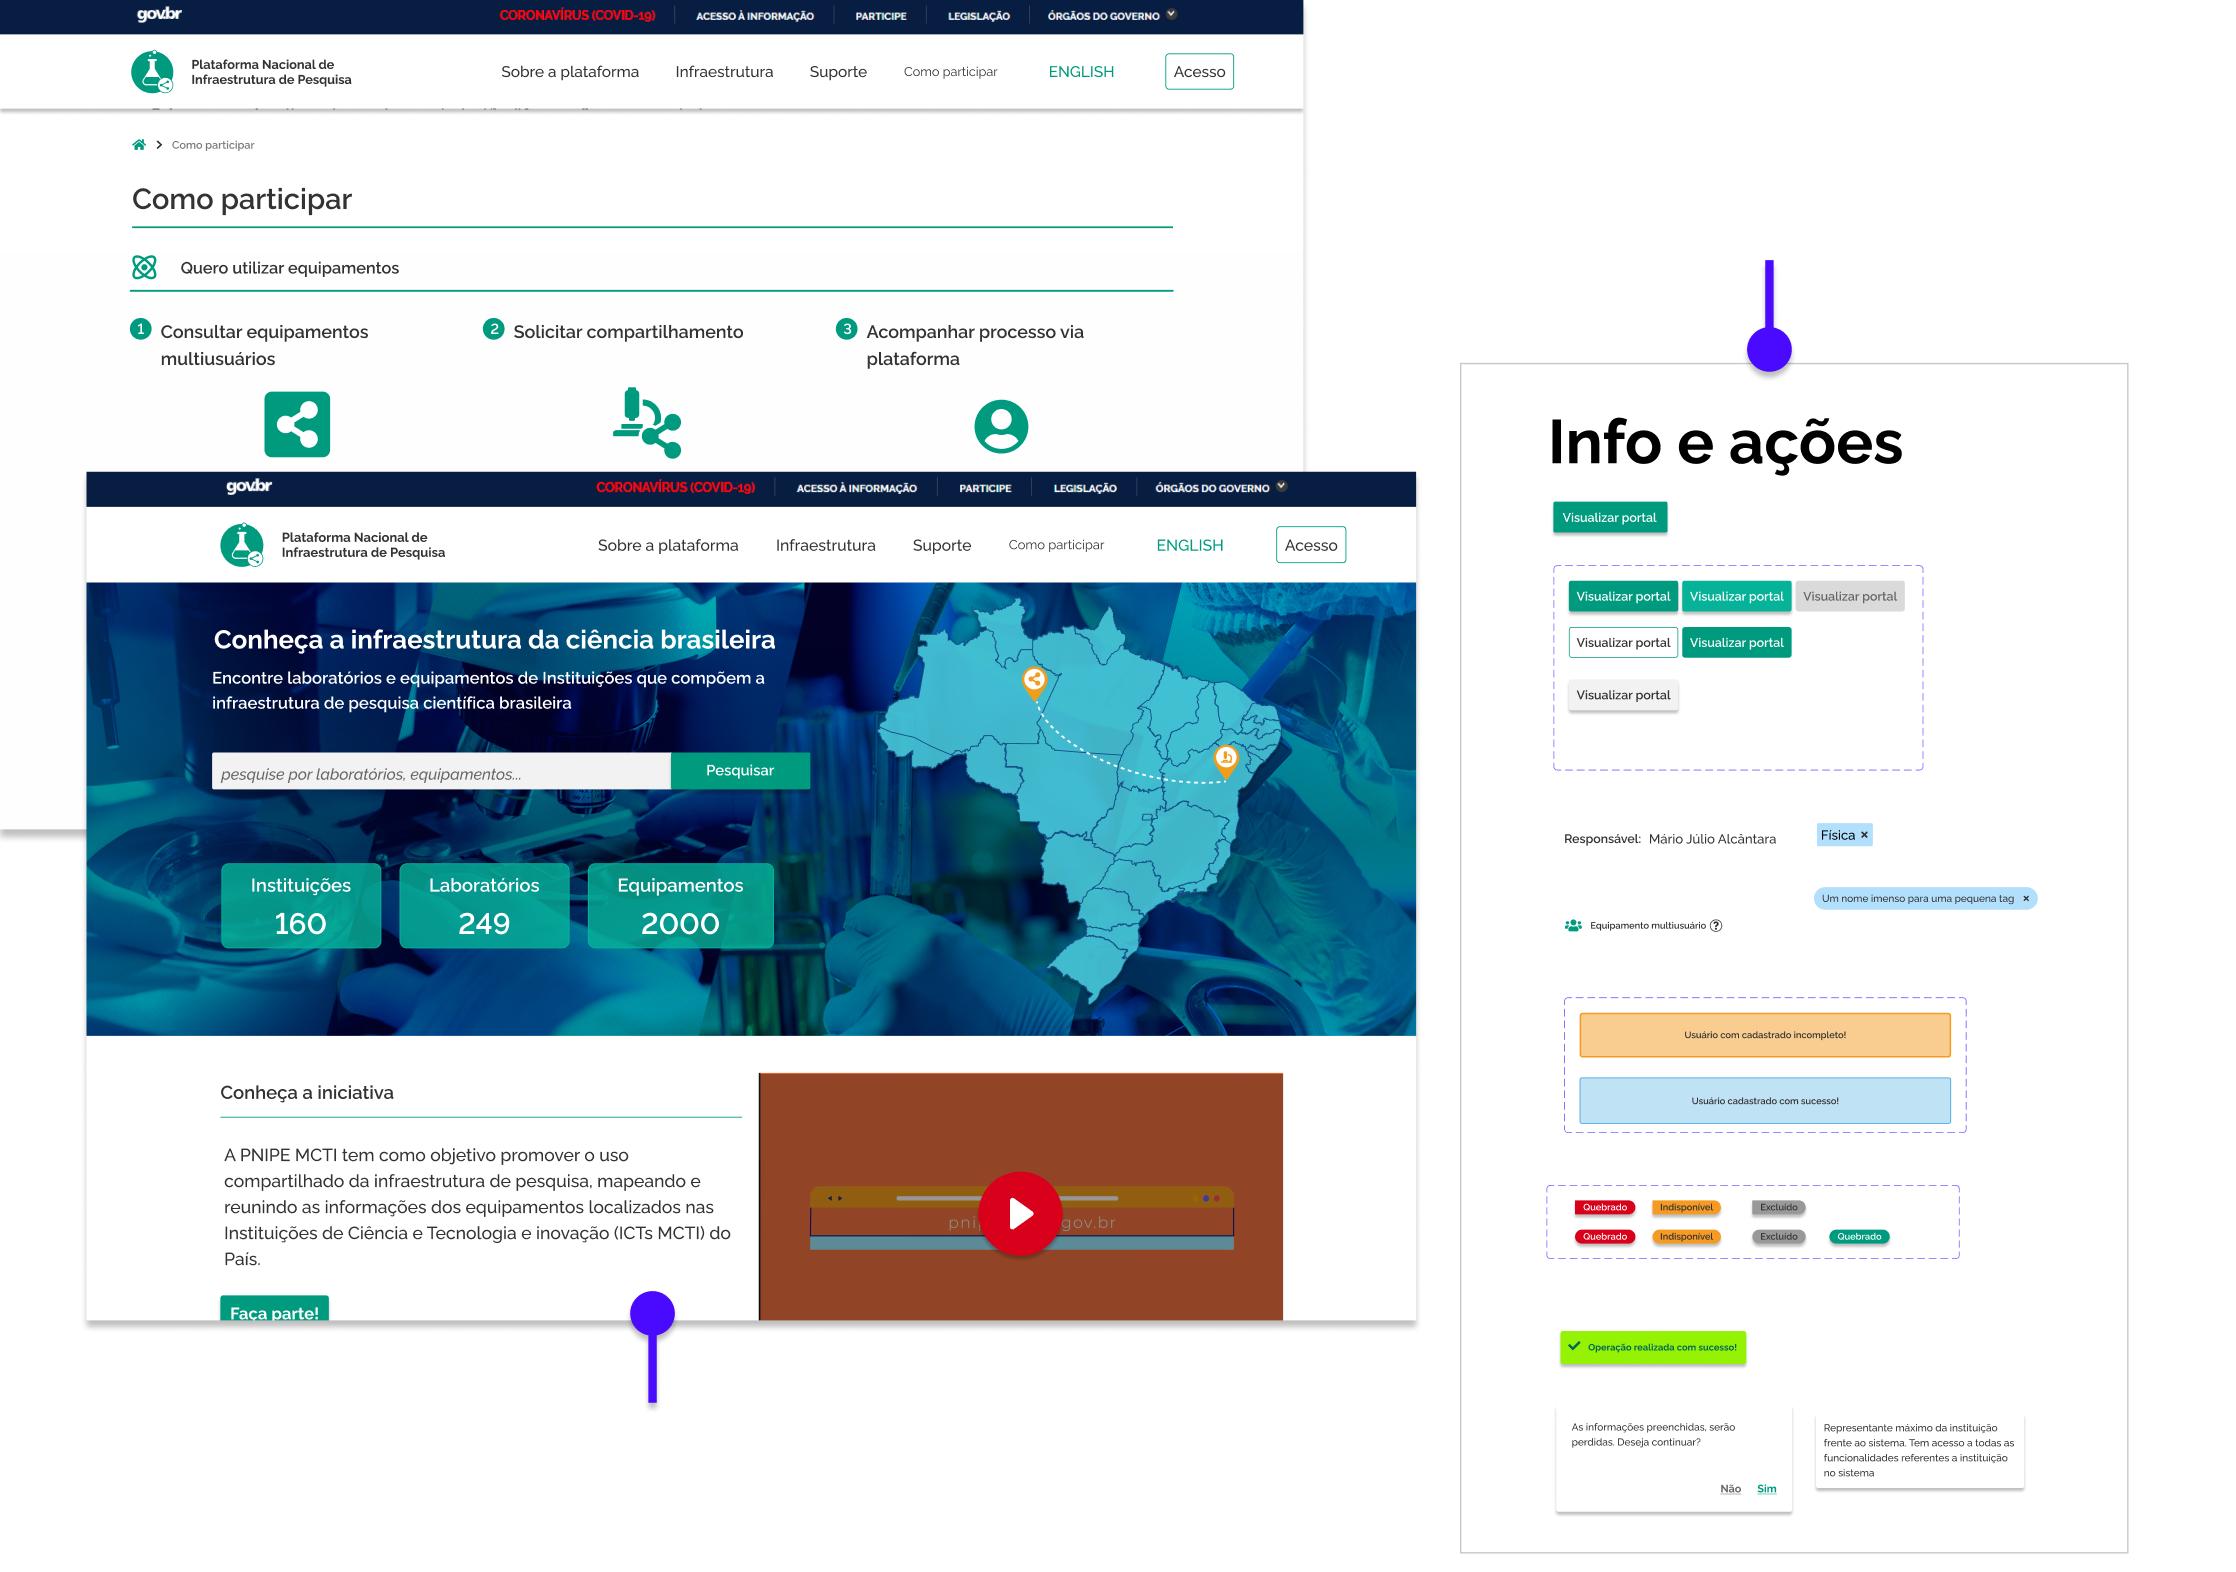 gov.br
CORONAVÍRUS (COVID-19)
ACESSO À INFORMAÇÃO
PARTICIPE
LEGISLAÇÃO
ÓRGÃOS DO GOVERNO
Plataforma Nacional de
Infraestrutura de Pesquisa
Sobre a plataforma
Infraestrutura
Suporte
Como participar
ENGLISH
Acesso
Como participar
Como participar
Quero utilizar equipamentos
1 Consultar equipamentos
multiusuários
2 Solicitar compartilhamento
3 Acompanhar processo via
plataforma
gov.br
CORONAVÍRUS (COVID-19)
ACESSO À INFORMAÇÃO
PARTICIPE
LEGISLAÇÃO
ÓRGÃOS DO GOVERNO
Plataforma Nacional de
Infraestrutura de Pesquisa
Sobre a plataforma
Infraestrutura
Suporte
Como participar
ENGLISH
Acesso
Conheça a infraestrutura da ciência brasileira
Encontre laboratórios e equipamentos de Instituições que compõem a
infraestrutura de pesquisa científica brasileira
pesquise por laboratórios, equipamentos...
Pesquisar
Instituições
160
Laboratórios
249
Equipamentos
2000
Conheça a iniciativa
A PNIPE MCTI tem como objetivo promover o uso
compartilhado da infraestrutura de pesquisa, mapeando e
reunindo as informações dos equipamentos localizados nas
Instituições de Ciência e Tecnologia e inovação (ICTs MCTI) do
País.
Faça parte!
gov.br
Info e ações
Visualizar portal
Visualizar portal
Visualizar portal
Visualizar portal
Visualizar portal
Visualizar portal
Visualizar portal
Responsável: Mário Júlio Alcântara
Física ×
Um nome imenso para uma pequena tag ×
Equipamento multiusuário ?
Usuário com cadastrado incompleto!
Usuário cadastrado com sucesso!
Quebrado
Indisponível
Excluído
Quebrado
Indisponível
Excluído
Quebrado
Operação realizada com sucesso!
As informações preenchidas, serão
perdidas. Deseja continuar?
Não
Sim
Representante máximo da instituição
frente ao sistema. Tem acesso a todas as
funcionalidades referentes a instituição
no sistema